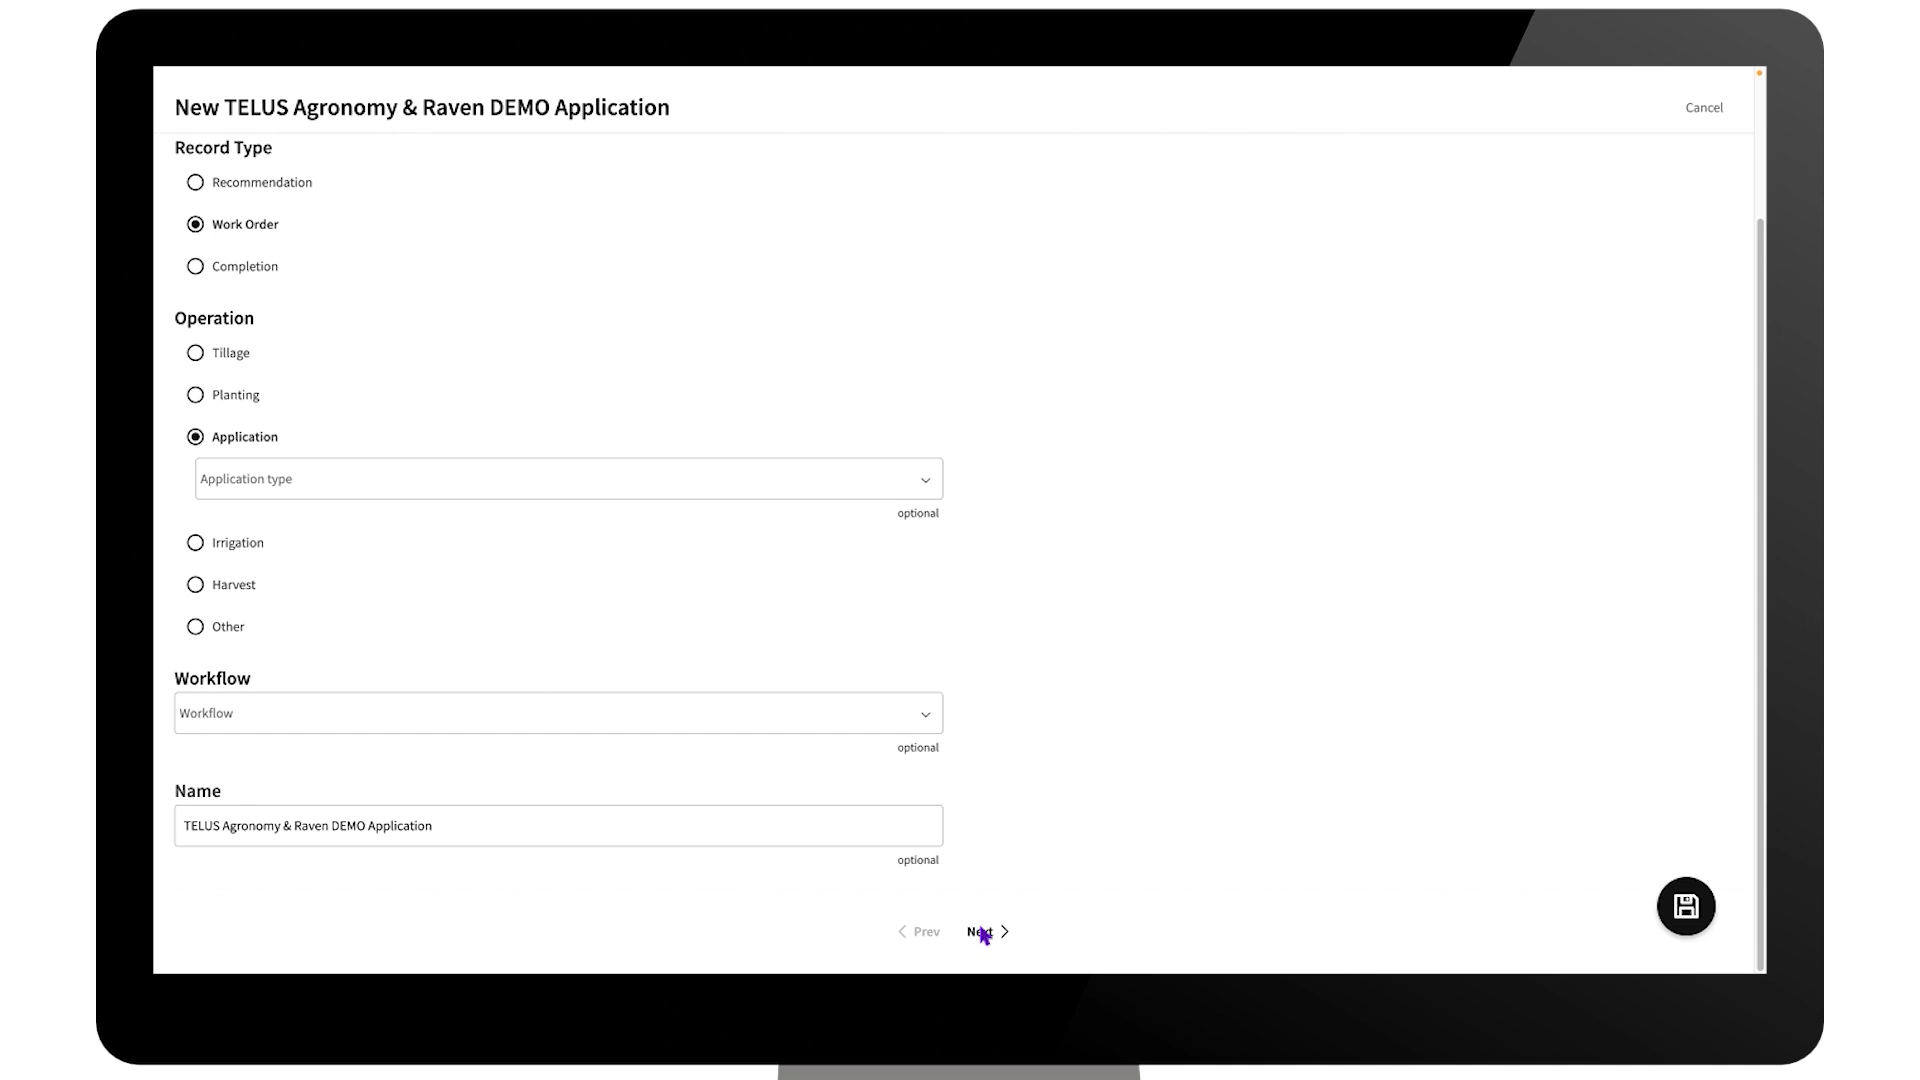 New TELUS Agronomy & Raven DEMO Application
Cancel
Record Type
Recommendation
Work Order
Completion
Operation
Tillage
Planting
Application
Application type
optional
Irrigation
Harvest
Other
Workflow
Workflow
optional
Name
TELUS Agronomy & Raven DEMO Application
optional
Prev Next